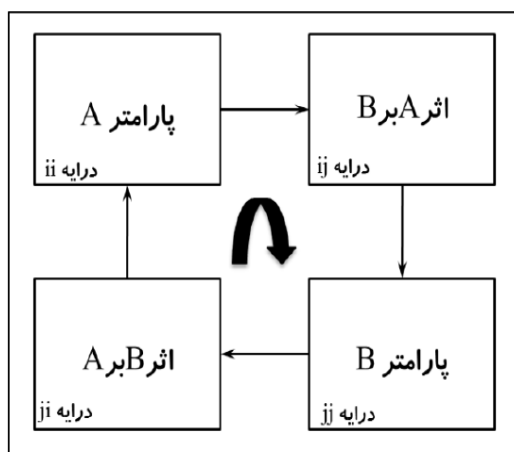 پارامتر A
درایه ii
اثرAبرB
درایه ij
اثرBبرA
درایه ji
پارامتر B
درایه jj